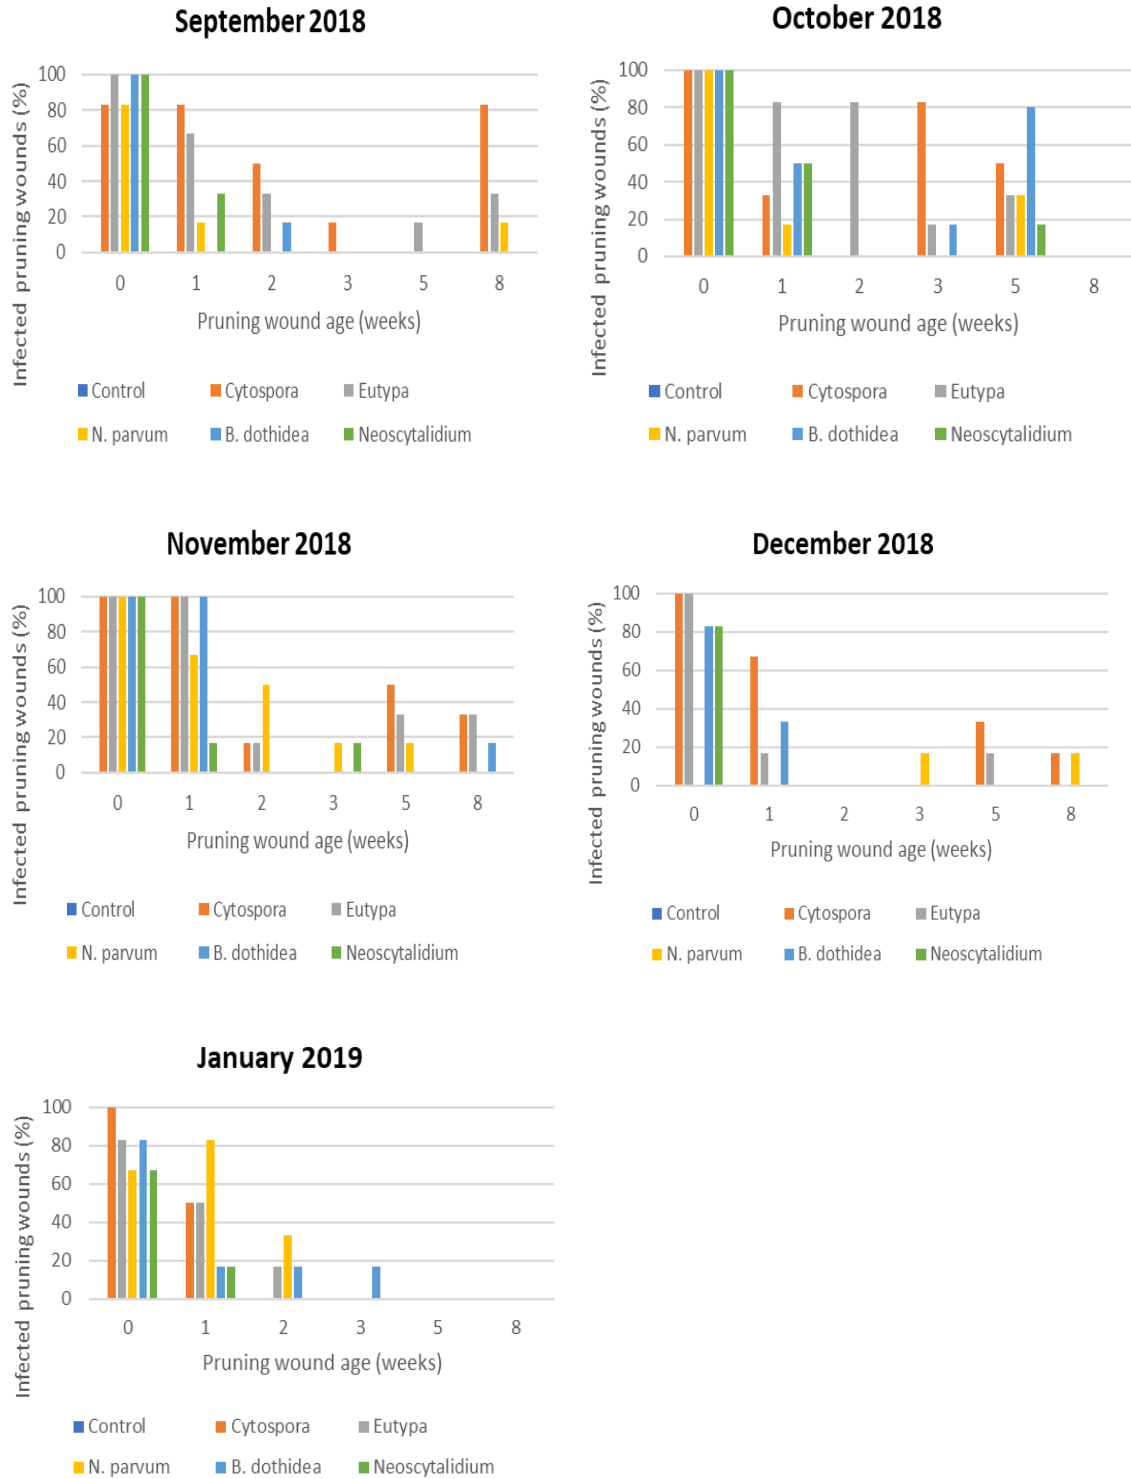 September 2018
Infected pruning wounds (%)
100
80
60
40
20
0
0 1 2 3 5 8
Pruning wound age (weeks)
Control Cytospora Eutypa
N. parvum B. dothidea Neoscytalidium
October 2018
Infected pruning wounds (%)
100
80
60
40
20
0
0 1 2 3 5 8
Pruning wound age (weeks)
Control Cytospora Eutypa
N. parvum B. dothidea Neoscytalidium
November 2018
Infected pruning wounds (%)
100
80
60
40
20
0
0 1 2 3 5 8
Pruning wound age (weeks)
Control Cytospora Eutypa
N. parvum B. dothidea Neoscytalidium
December 2018
Infected pruning wounds (%)
100
80
60
40
20
0
0 1 2 3 5 8
Pruning wound age (weeks)
Control Cytospora Eutypa
N. parvum B. dothidea Neoscytalidium
January 2019
Infected pruning wounds (%)
100
80
60
40
20
0
0 1 2 3 5 8
Pruning wound age (weeks)
Control Cytospora Eutypa
N. parvum B. dothidea Neoscytalidium